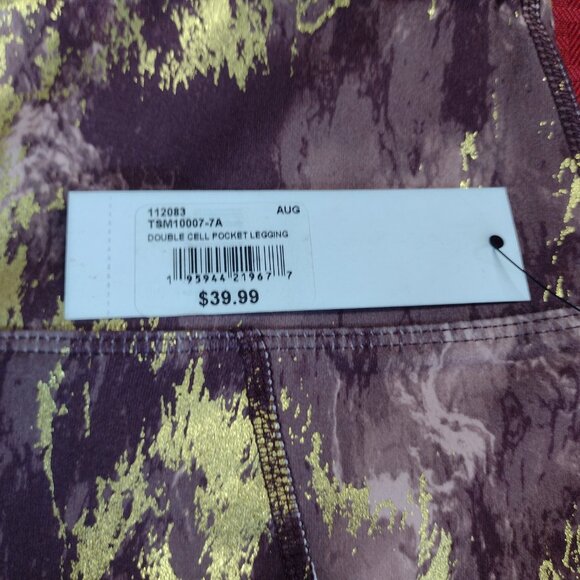 112083 AUG
TSM10007-7A
DOUBLE CELL POCKET LEGGING
1 95944 21967 7
$39.99